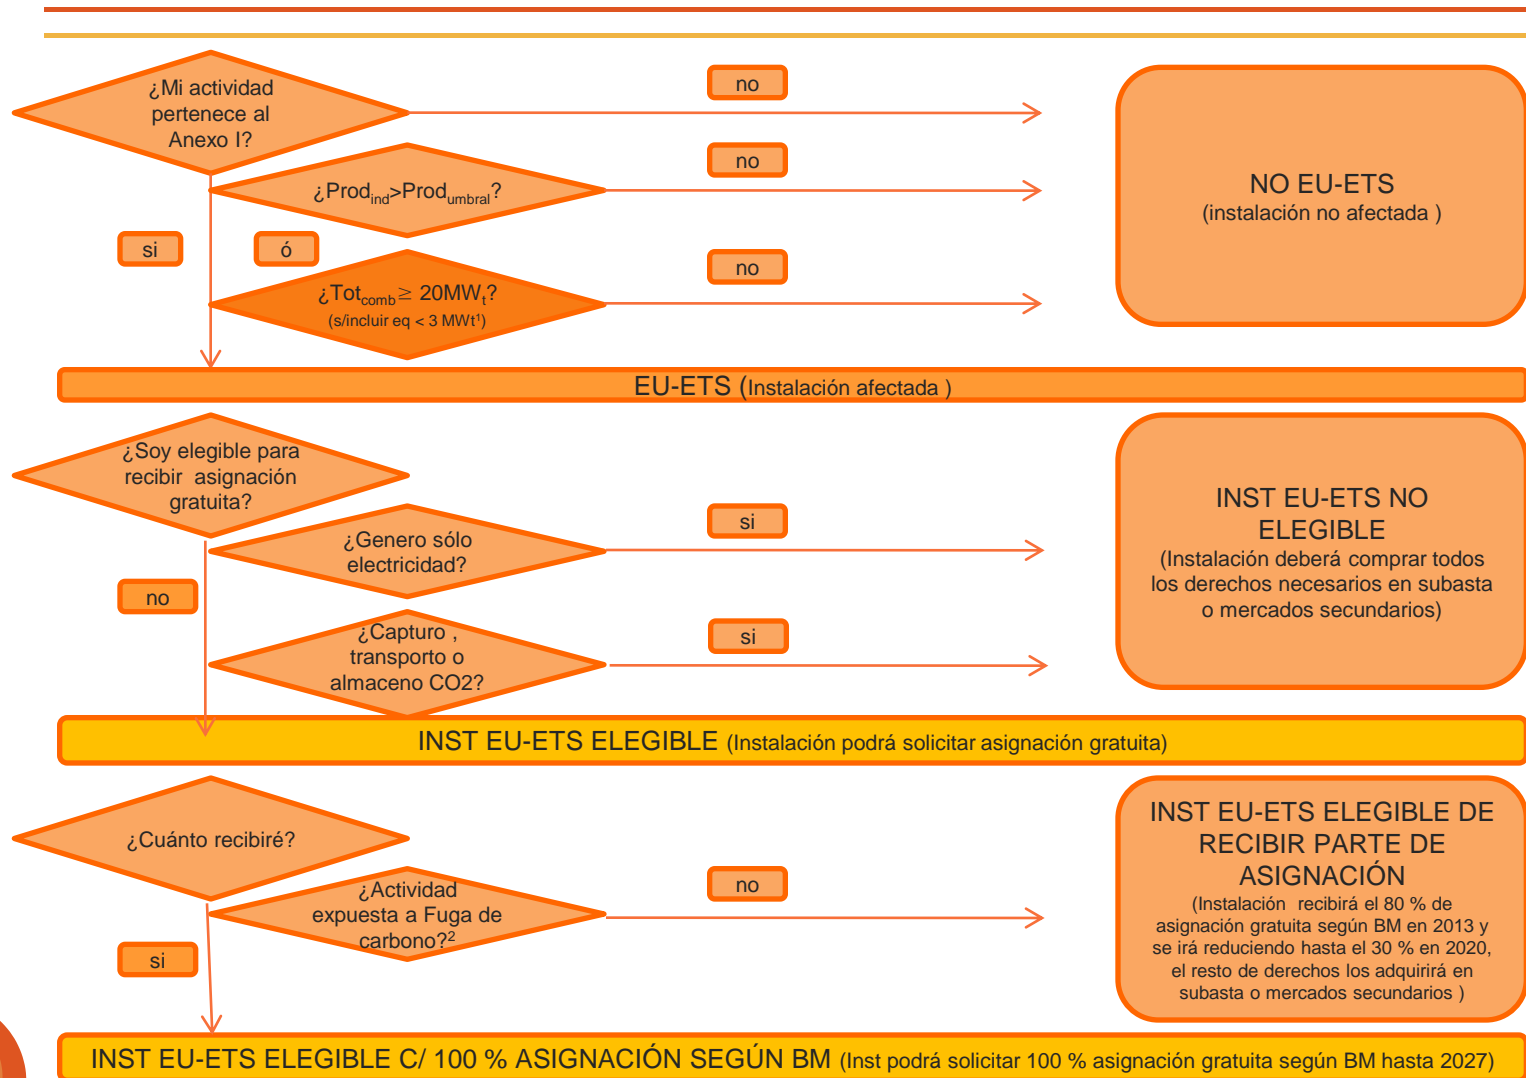 ¿Mi actividad
pertenece al
Anexo I?
no
¿Prod_ind>Prod_umbral?
no
si
ó
¿Tot_comb≥ 20MW_t?
(s/incluir eq < 3 MWt¹)
no
NO EU-ETS
(instalación no afectada )
EU-ETS (Instalación afectada )
¿Soy elegible para
recibir asignación
gratuita?
¿Genero sólo
electricidad?
si
no
¿Capturo ,
transporto o
almaceno CO2?
si
INST EU-ETS NO
ELEGIBLE
(Instalación deberá comprar todos
los derechos necesarios en subasta
o mercados secundarios)
INST EU-ETS ELEGIBLE (Instalación podrá solicitar asignación gratuita)
¿Cuánto recibiré?
¿Actividad
expuesta a Fuga de
carbono?²
no
si
INST EU-ETS ELEGIBLE DE
RECIBIR PARTE DE
ASIGNACIÓN
(Instalación recibirá el 80 % de
asignación gratuita según BM en 2013 y
se irá reduciendo hasta el 30 % en 2020,
el resto de derechos los adquirirá en
subasta o mercados secundarios )
INST EU-ETS ELEGIBLE C/ 100 % ASIGNACIÓN SEGÚN BM (Inst podrá solicitar 100 % asignación gratuita según BM hasta 2027)